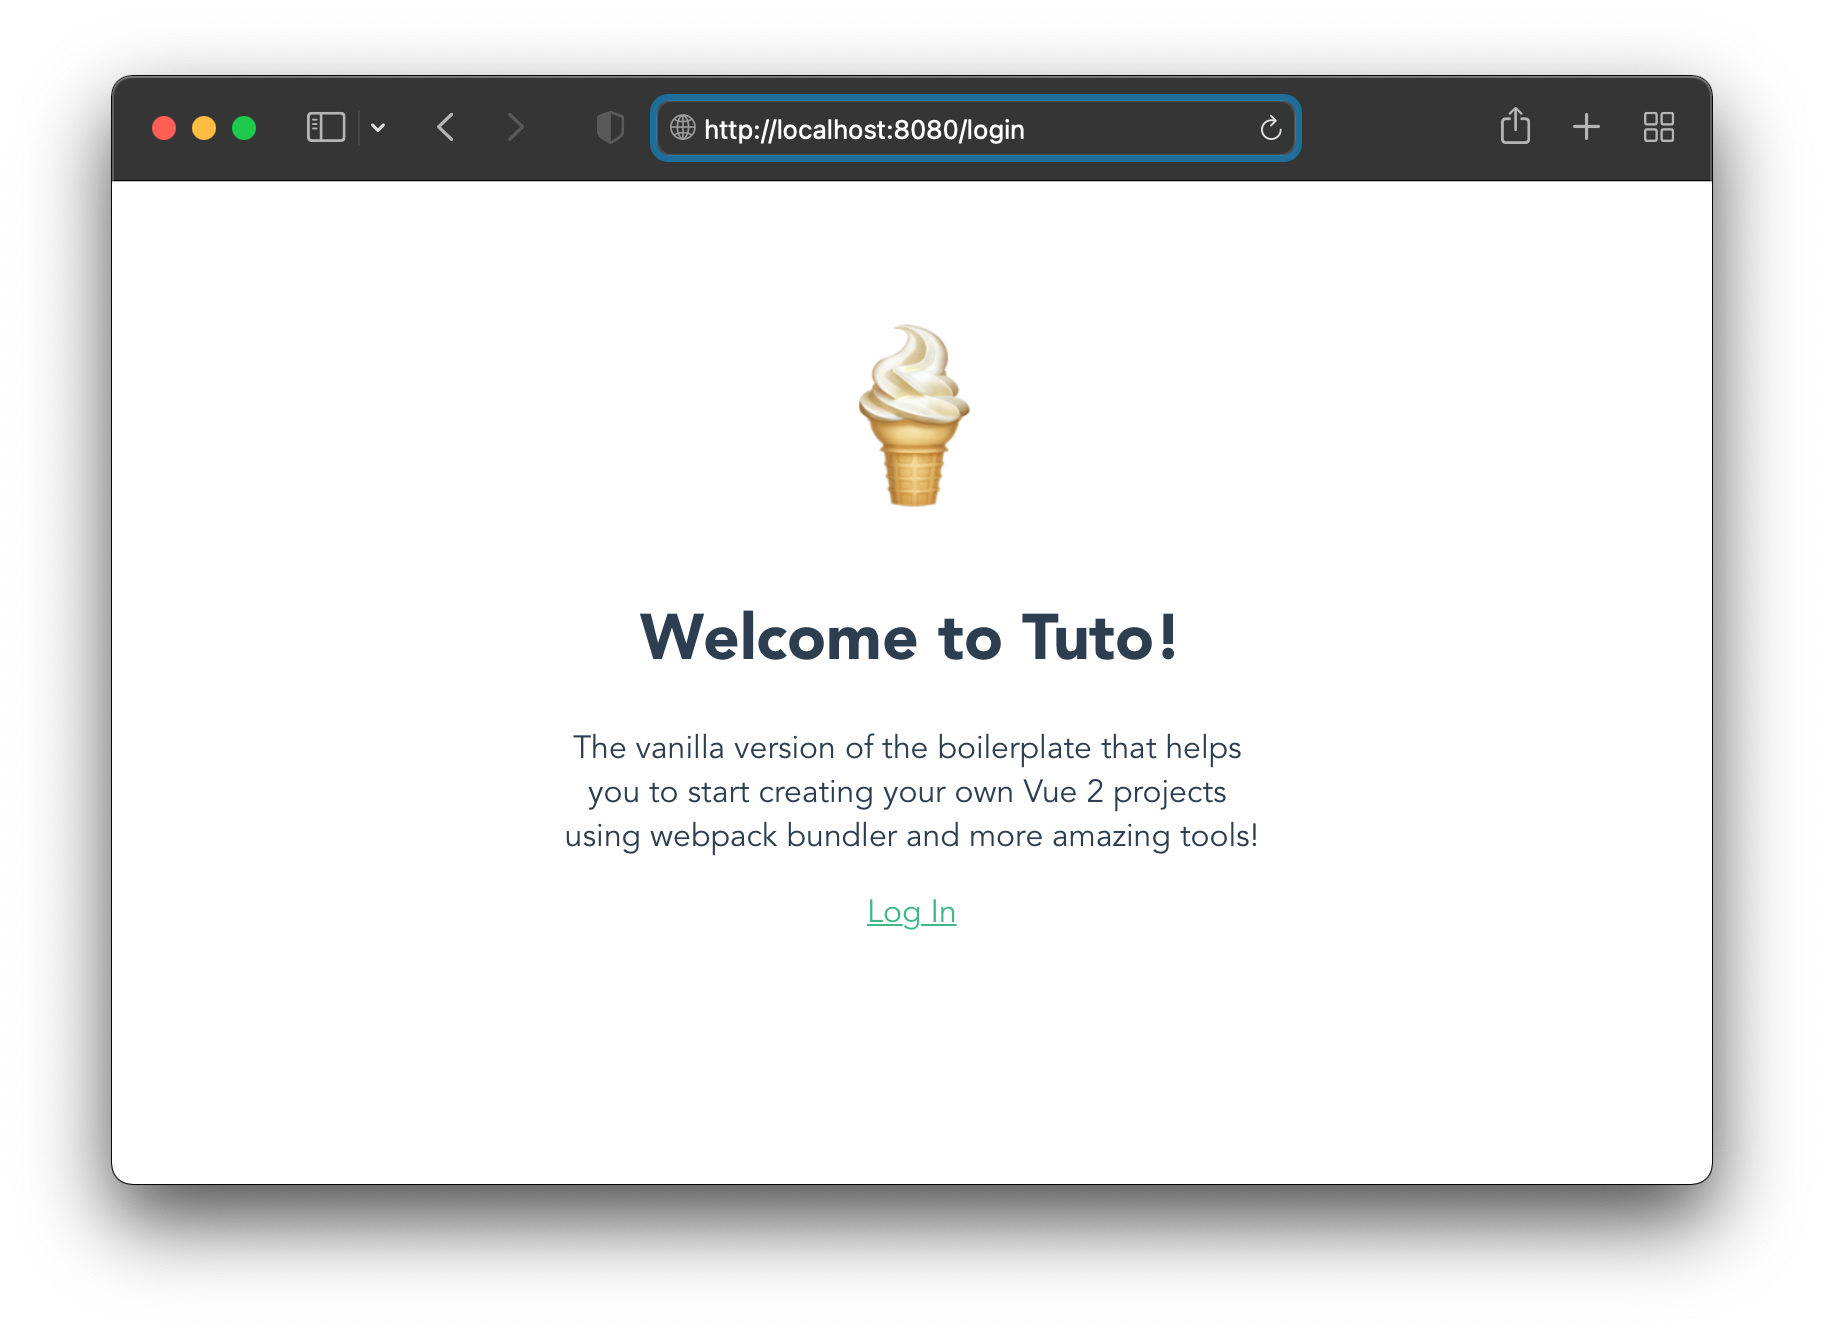 http://localhost:8080/login
Welcome to Tuto!
The vanilla version of the boilerplate that helps
you to start creating your own Vue 2 projects
using webpack bundler and more amazing tools!
Log In